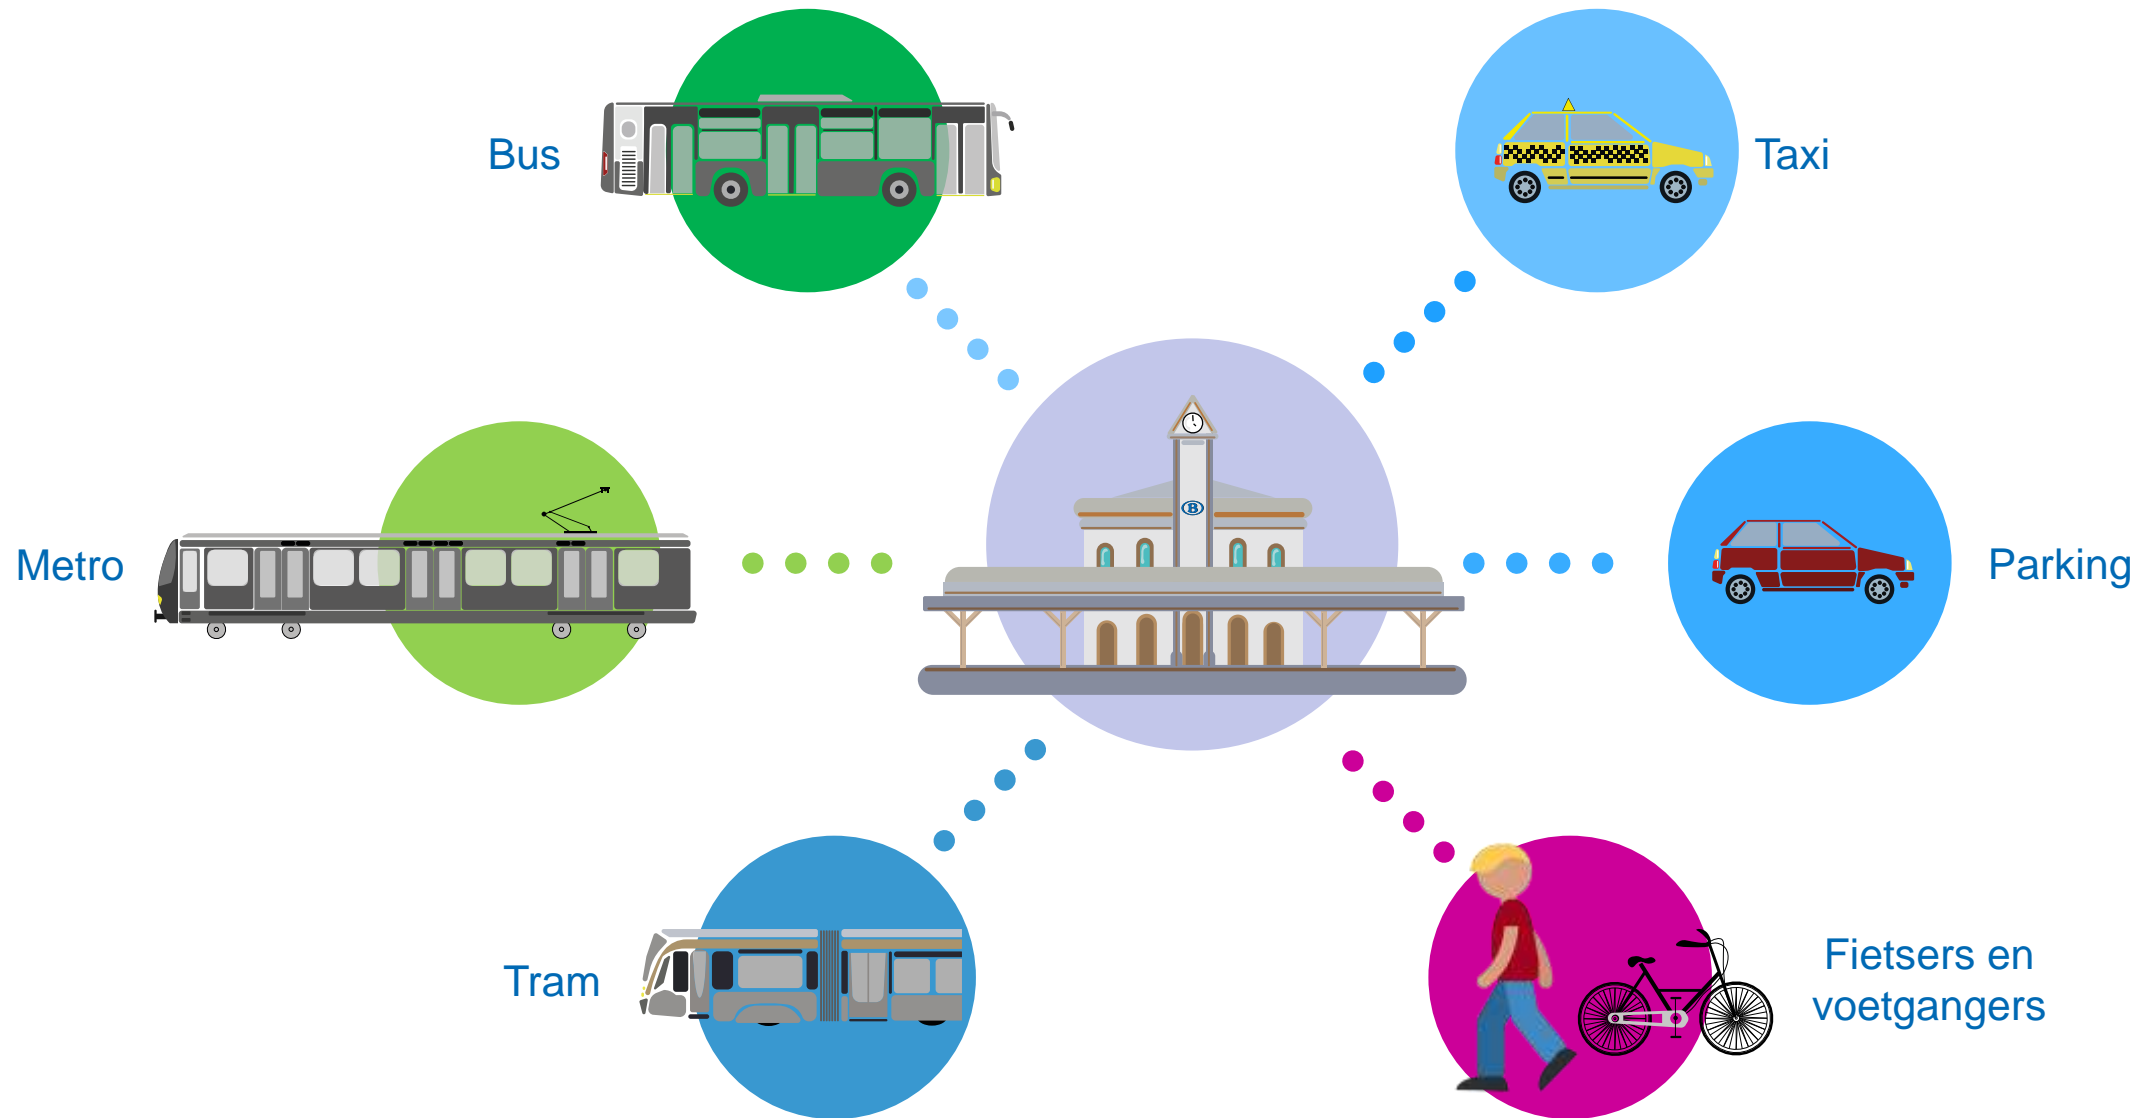 Bus
Taxi
B
Metro
Parking
Tram
Fietsers en
voetgangers